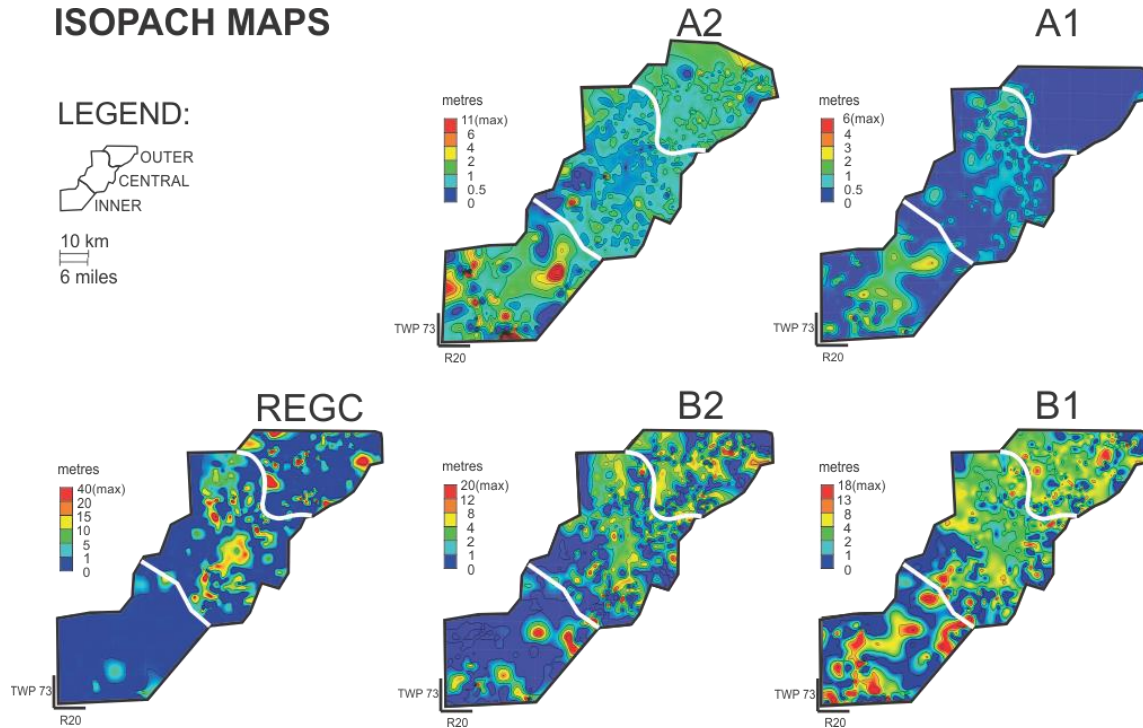 ISOPACH MAPS
LEGEND:
OUTER
CENTRAL
INNER
10 km
6 miles
A2
metres
11(max)
6
4
2
1
0.5
0
TWP 73
R20
A1
metres
6(max)
4
3
2
1
0.5
0
TWP 73
R20
REGC
metres
40(max)
20
15
10
5
1
0
TWP 73
R20
B2
metres
20(max)
12
8
4
2
1
0
TWP 73
R20
B1
metres
18(max)
13
8
4
2
1
0
TWP 73
R20